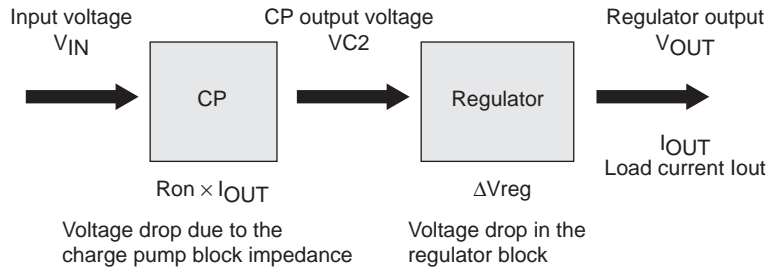 Input voltage
VIN
CP output voltage
VC2
Regulator output
VOUT
CP
Regulator
IOUT
Load current Iout
Ron × IOUT
ΔVreg
Voltage drop due to the
charge pump block impedance
Voltage drop in the
regulator block